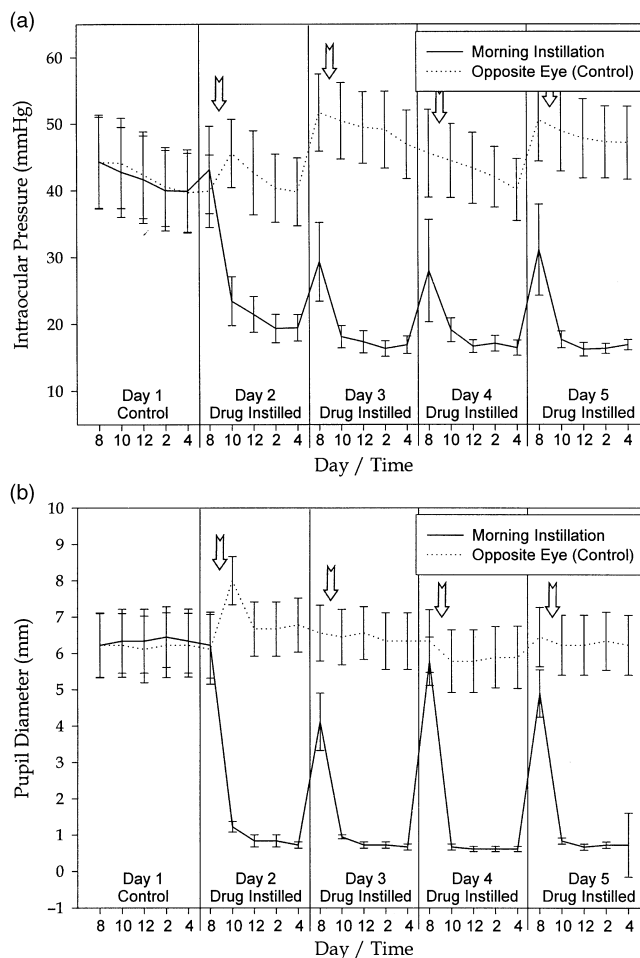 (a)
Morning Instillation
Opposite Eye (Control)
Intraocular Pressure (mmHg)
60
50
40
30
20
10
Day 1 Day 2 Day 3 Day 4 Day 5
Control Drug Instilled Drug Instilled Drug Instilled Drug Instilled
8 10 12 2 4 8 10 12 2 4 8 10 12 2 4 8 10 12 2 4 8 10 12 2 4
Day / Time
(b)
Morning Instillation
Opposite Eye (Control)
Pupil Diameter (mm)
10
9
8
7
6
5
4
3
2
1
0
−1
Day 1 Day 2 Day 3 Day 4 Day 5
Control Drug Instilled Drug Instilled Drug Instilled Drug Instilled
8 10 12 2 4 8 10 12 2 4 8 10 12 2 4 8 10 12 2 4 8 10 12 2 4
Day / Time